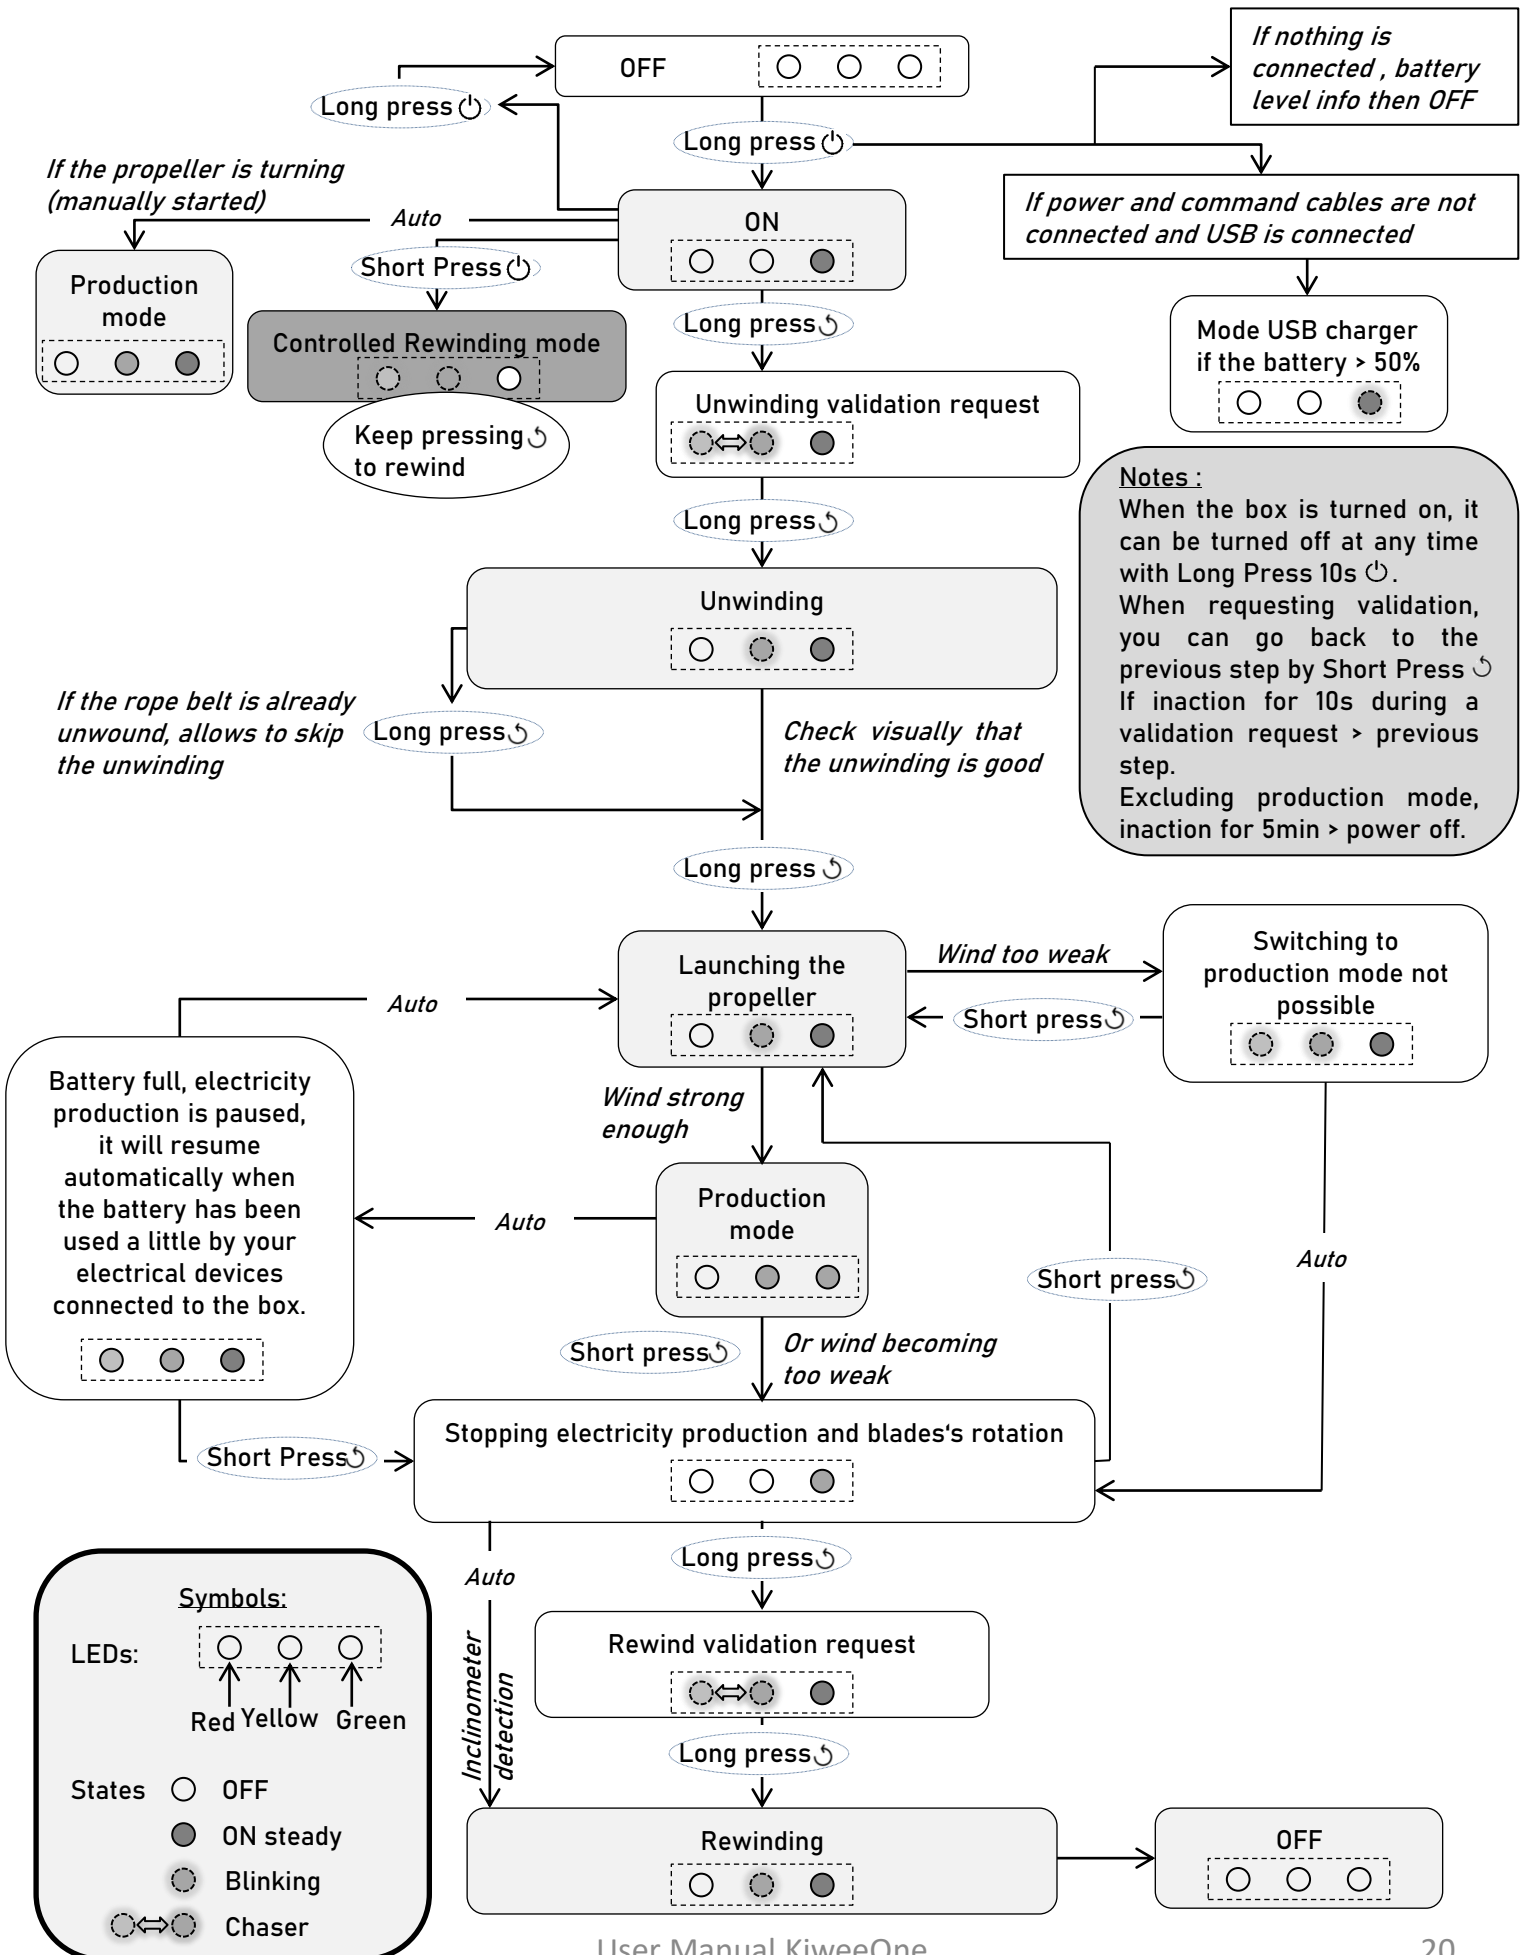 OFF
If nothing is
connected , battery
level info then OFF
Long press
Long press
If the propeller is turning
(manually started)
Auto
ON
If power and command cables are not
connected and USB is connected
Short Press
Production
mode
Long press
Mode USB charger
if the battery > 50%
Controlled Rewinding mode
Keep pressing
to rewind
Unwinding validation request
Long press
Notes :
When the box is turned on, it
can be turned off at any time
with Long Press 10s .
When requesting validation,
you can go back to the
previous step by Short Press
If inaction for 10s during a
validation request > previous
step.
Excluding production mode,
inaction for 5min > power off.
Unwinding
If the rope belt is already
unwound, allows to skip
the unwinding
Long press
Check visually that
the unwinding is good
Long press
Launching the
propeller
Wind too weak
Short press
Switching to
production mode not
possible
Auto
Battery full, electricity
production is paused,
it will resume
automatically when
the battery has been
used a little by your
electrical devices
connected to the box.
Wind strong
enough
Production
mode
Auto
Short press
Auto
Short press
Or wind becoming
too weak
Stopping electricity production and blades‘s rotation
Short Press
Auto
Inclinometer
detection
Long press
Rewind validation request
Long press
Symbols:
LEDs:
Red Yellow Green
States OFF
ON steady
Blinking
Chaser
Rewinding
OFF
User Manual KiweeOne
20